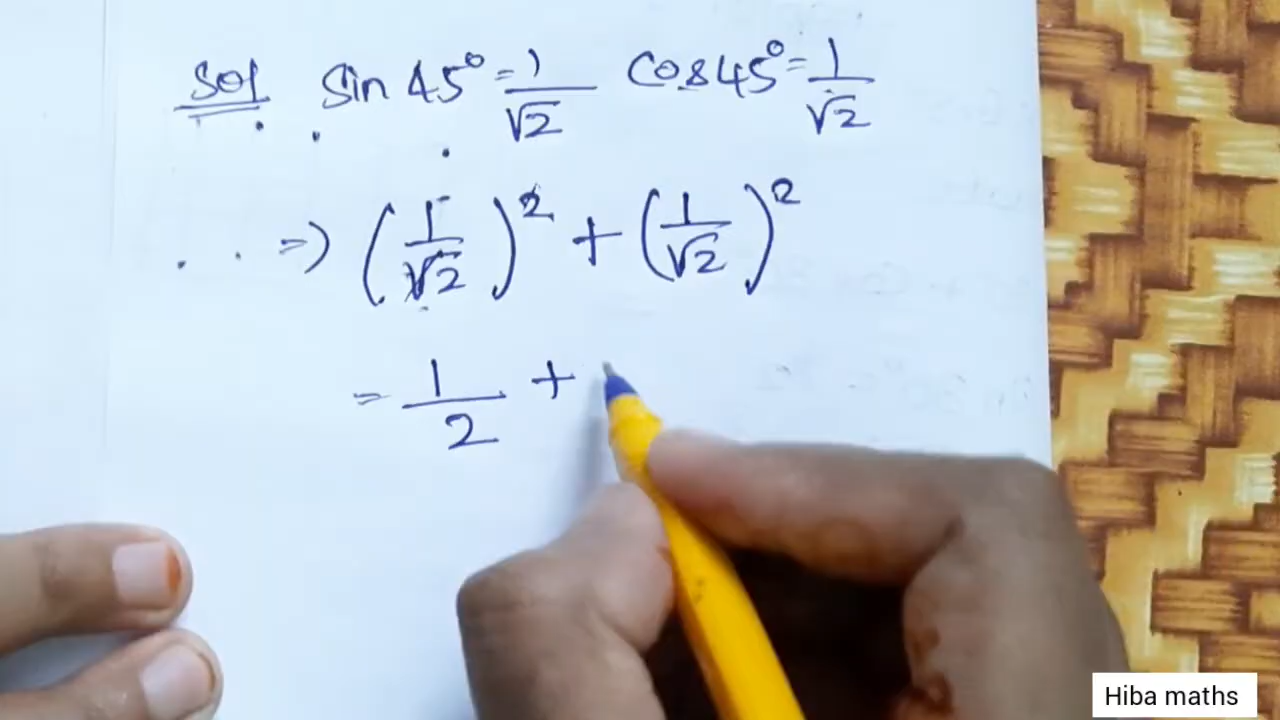 Sol Sin 45° = 1/√2 Cos 45° = 1/√2
=> (1/√2)² + (1/√2)²
= 1/2 +
Hiba maths